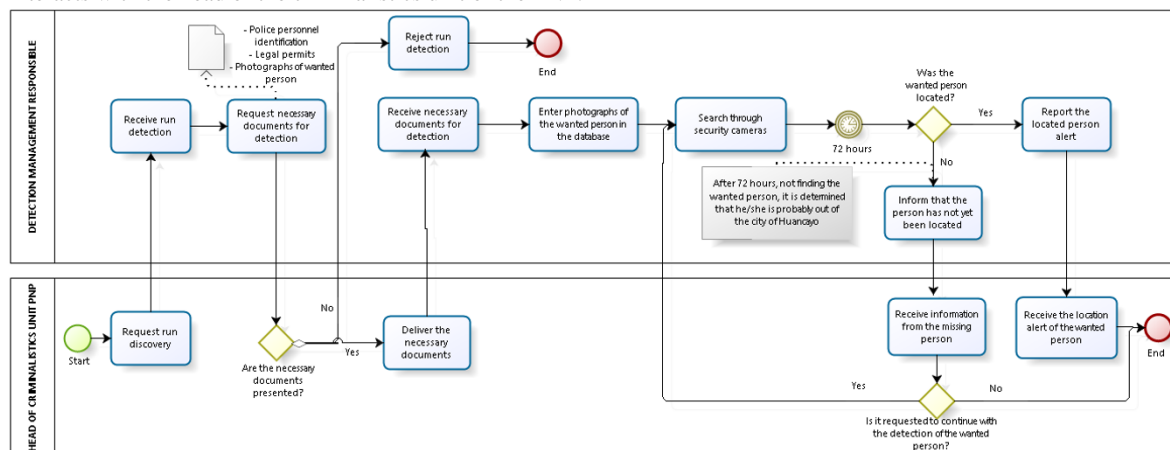 DETECTION MANAGEMENT RESPONSIBLE
- Police personnel
identification
- Legal permits
- Photographs of wanted
person
Reject run
detection
End
Receive run
detection
Request necessary
documents for
detection
Receive necessary
documents for
detection
Enter photographs of
the wanted person in
the database
Search through
security cameras
72 hours
Was the
wanted person
located?
Yes
No
Report the
located person
alert
After 72 hours, not finding the
wanted person, it is determined
that he/she is probably out of
the city of Huancayo
Inform that the
person has not yet
been located
HEAD OF CRIMINALISTICS UNIT PNP
Start
Request run
discovery
Are the necessary
documents
presented?
No
Yes
Deliver the
necessary
documents
Receive information
from the missing
person
Receive the location
alert of the wanted
person
End
Yes
No
Is it requested to continue with
the detection of the wanted
person?